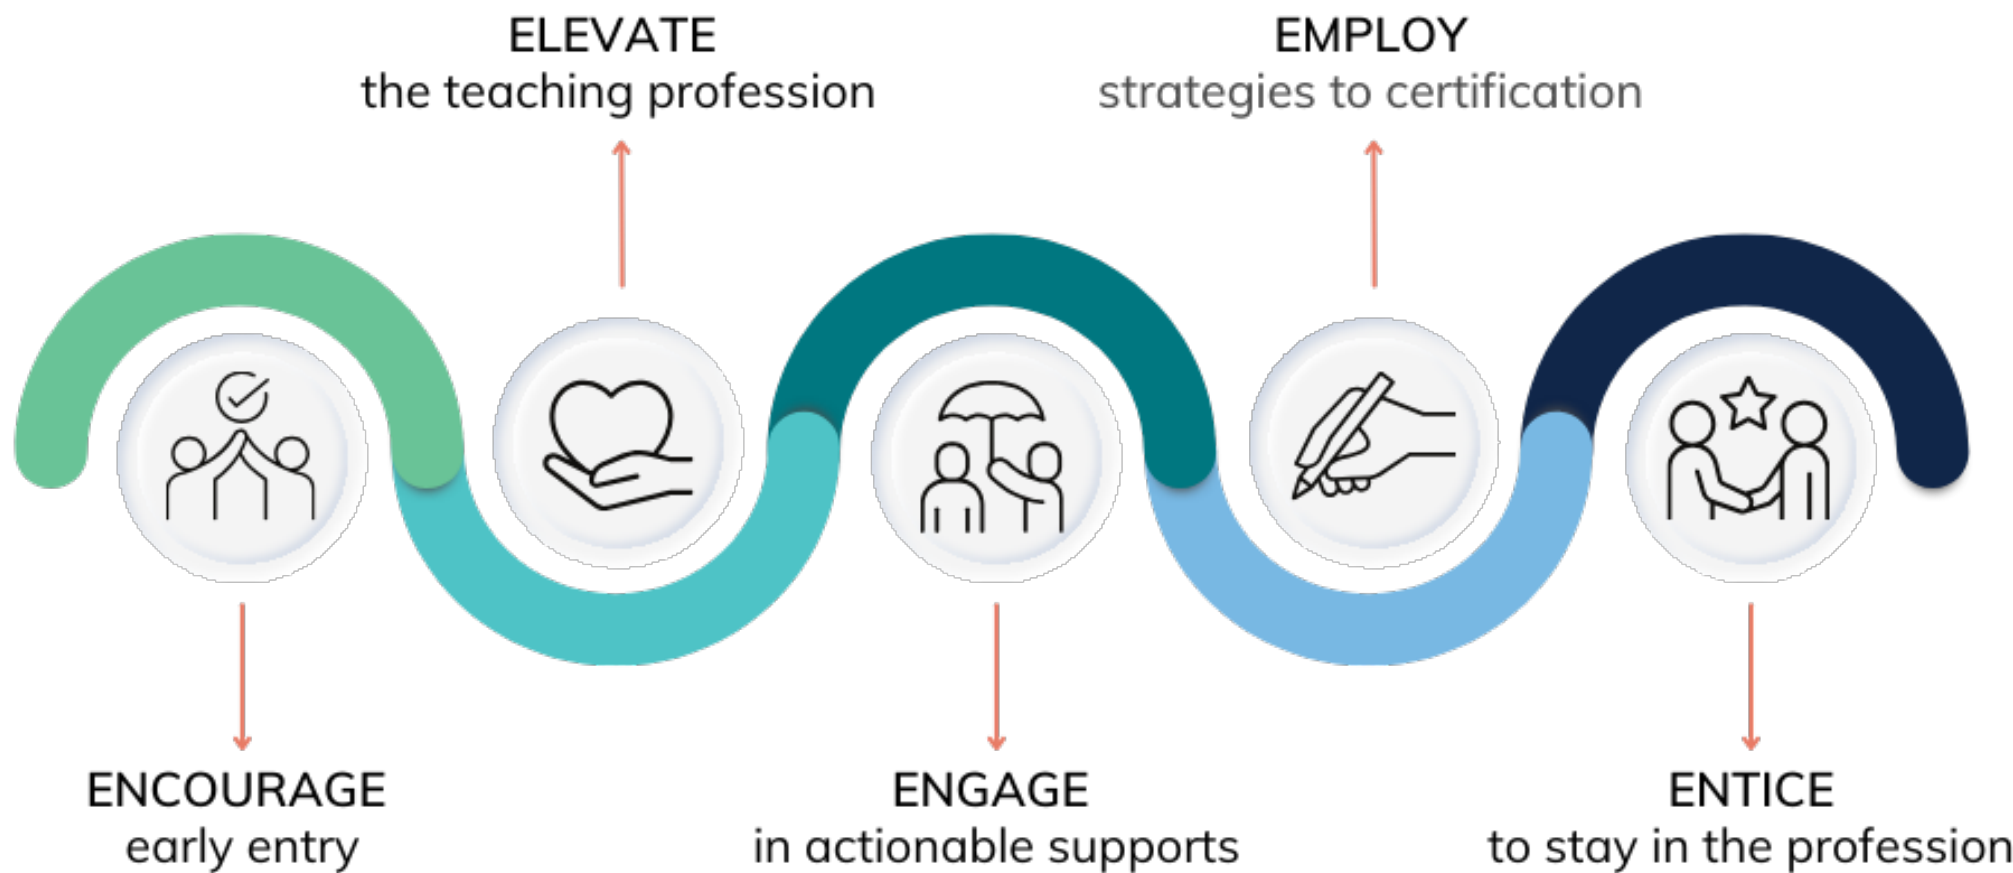 ELEVATE
the teaching profession
EMPLOY
strategies to certification
ENCOURAGE
early entry
ENGAGE
in actionable supports
ENTICE
to stay in the profession